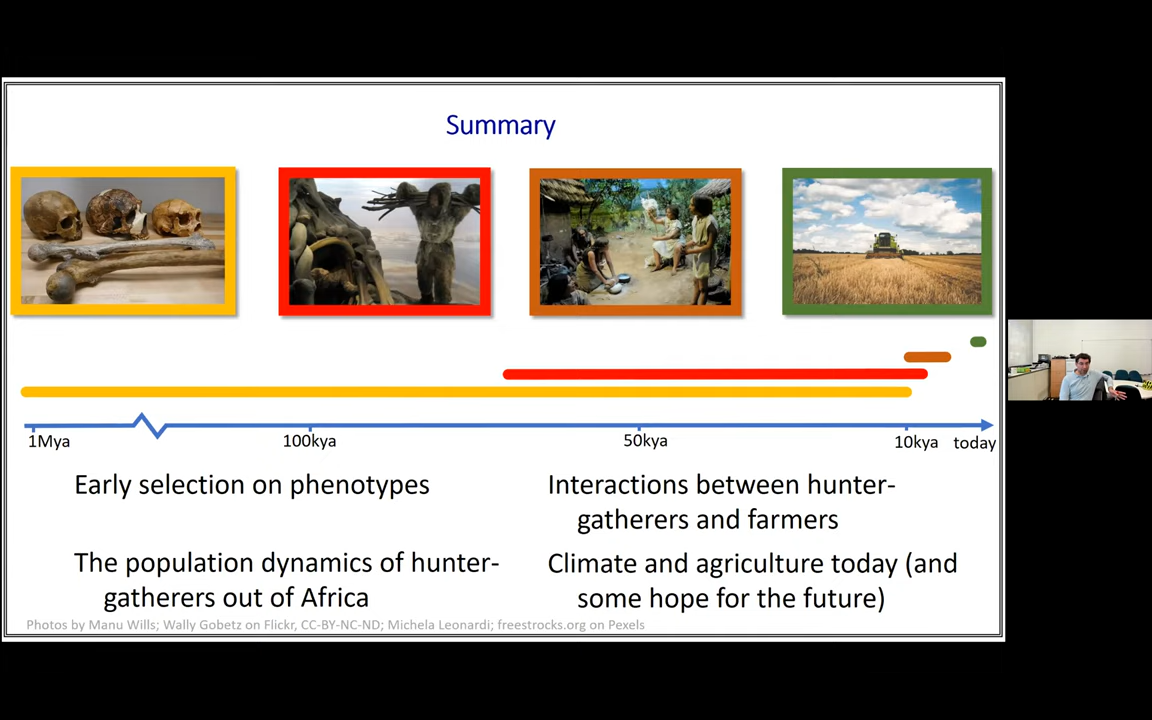 Summary
1Mya
100kya
50kya
10kya
today
Early selection on phenotypes
The population dynamics of hunter-
gatherers out of Africa
Interactions between hunter-
gatherers and farmers
Climate and agriculture today (and
some hope for the future)
Photos by Manu Wills; Wally Gobetz on Flickr, CC-BY-NC-ND; Michela Leonardi; freestrocks.org on Pexels